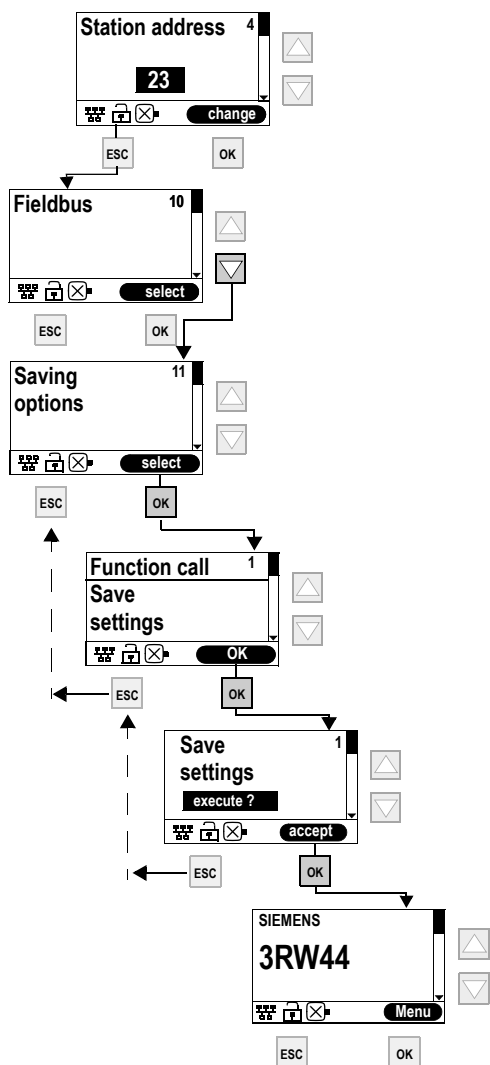 Station address 4
23
change
ESC OK
Fieldbus 10
select
ESC OK
Saving 11
options
select
ESC OK
Function call 1
Save
settings
OK
ESC OK
Save 1
settings
execute ?
accept
ESC OK
SIEMENS
3RW44
Menu
ESC OK